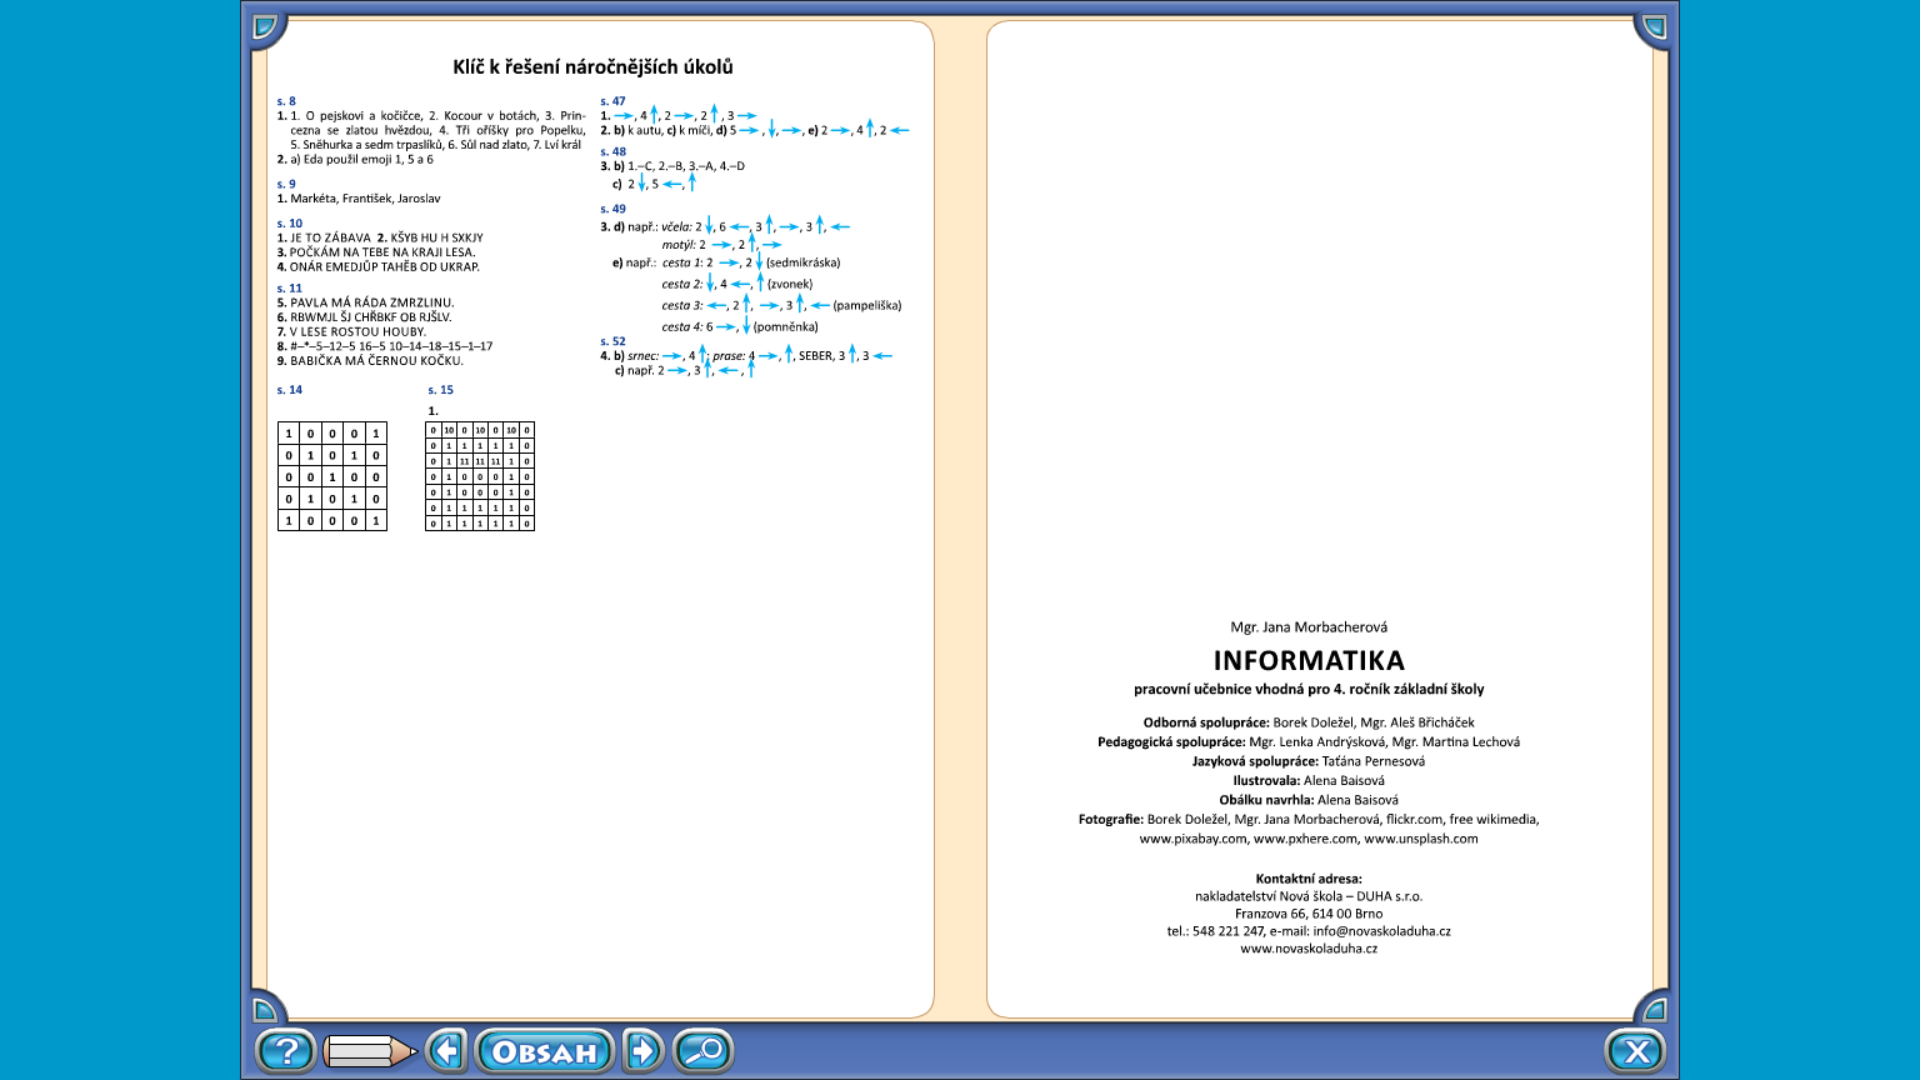 Klíč k řešení náročnějších úkolů
s. 8
1. 1. O pejskovi a kočičce, 2. Kocour v botách, 3. Prin-
cezna se zlatou hvězdou, 4. Tři oříšky pro Popelku,
5. Sněhurka a sedm trpaslíků, 6. Sůl nad zlato, 7. Lví král
2. a) Eda použil emoji 1, 5 a 6
s. 9
1. Markéta, František, Jaroslav
s. 10
1. JE TO ZÁBAVA 2. KŠYB HU H SXKJY
3. POČKÁM NA TEBE NA KRAJI LESA.
4. ONÁR EMEDJŮP TAHĚB OD UKRAP.
s. 11
5. PAVLA MÁ RÁDA ZMRZLINU.
6. RBWMJL ŠJ CHŘBKF OB RJŠLV.
7. V LESE ROSTOU HOUBY.
8. #–*–5–12–5 16–5 10–14–18–15–1–17
9. BABIČKA MÁ ČERNOU KOČKU.
s. 14
1 0 0 0 1
0 1 0 1 0
0 0 1 0 0
0 1 0 1 0
1 0 0 0 1
s. 15
1.
0 10 0 10 0 10 0
0 1 1 1 1 1 0
0 1 11 11 11 1 0
0 1 0 0 0 1 0
0 1 0 0 0 1 0
0 1 1 1 1 1 0
0 1 1 1 1 1 0
s. 47
1. →, 4 ↑, 2 →, 2 ↑, 3 →
2. b) k autu, c) k míči, d) 5 →, ↓, →, e) 2 →, 4 ↑, 2 ←
s. 48
3. b) 1.–C, 2.–B, 3.–A, 4.–D
c) 2 ↓, 5 ←, ↑
s. 49
3. d) např.: včela: 2 ↓, 6 ←, 3 ↑, →, 3 ↑, ←
motýl: 2 →, 2 ↑, →
e) např.: cesta 1: 2 →, 2 ↓ (sedmikráska)
cesta 2: ↓, 4 ←, ↑ (zvonek)
cesta 3: ←, 2 ↑, →, 3 ↑, ← (pampeliška)
cesta 4: 6 →, ↓ (pomněnka)
s. 52
4. b) srnec: →, 4 ↑; prase: 4 →, ↑, SEBER, 3 ↑, 3 ←
c) např. 2 →, 3 ↑, ←, ↑
Mgr. Jana Morbacherová
INFORMATIKA
pracovní učebnice vhodná pro 4. ročník základní školy
Odborná spolupráce: Borek Doležel, Mgr. Aleš Břicháček
Pedagogická spolupráce: Mgr. Lenka Andrýsková, Mgr. Martina Lechová
Jazyková spolupráce: Taťána Pernesová
Ilustrovala: Alena Baisová
Obálku navrhla: Alena Baisová
Fotografie: Borek Doležel, Mgr. Jana Morbacherová, flickr.com, free wikimedia,
www.pixabay.com, www.pxhere.com, www.unsplash.com
Kontaktní adresa:
nakladatelství Nová škola – DUHA s.r.o.
Franzova 66, 614 00 Brno
tel.: 548 221 247, e-mail: info@novaskoladuha.cz
www.novaskoladuha.cz
?
OBSAH
X